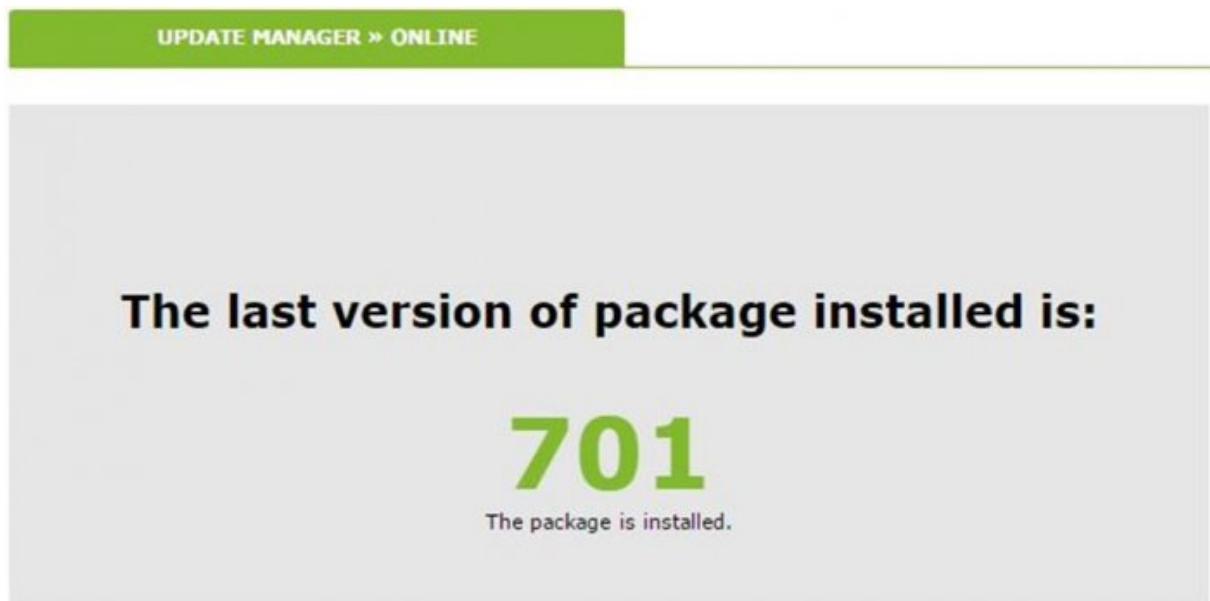 UPDATE MANAGER » ONLINE
The last version of package installed is:
701
The package is installed.